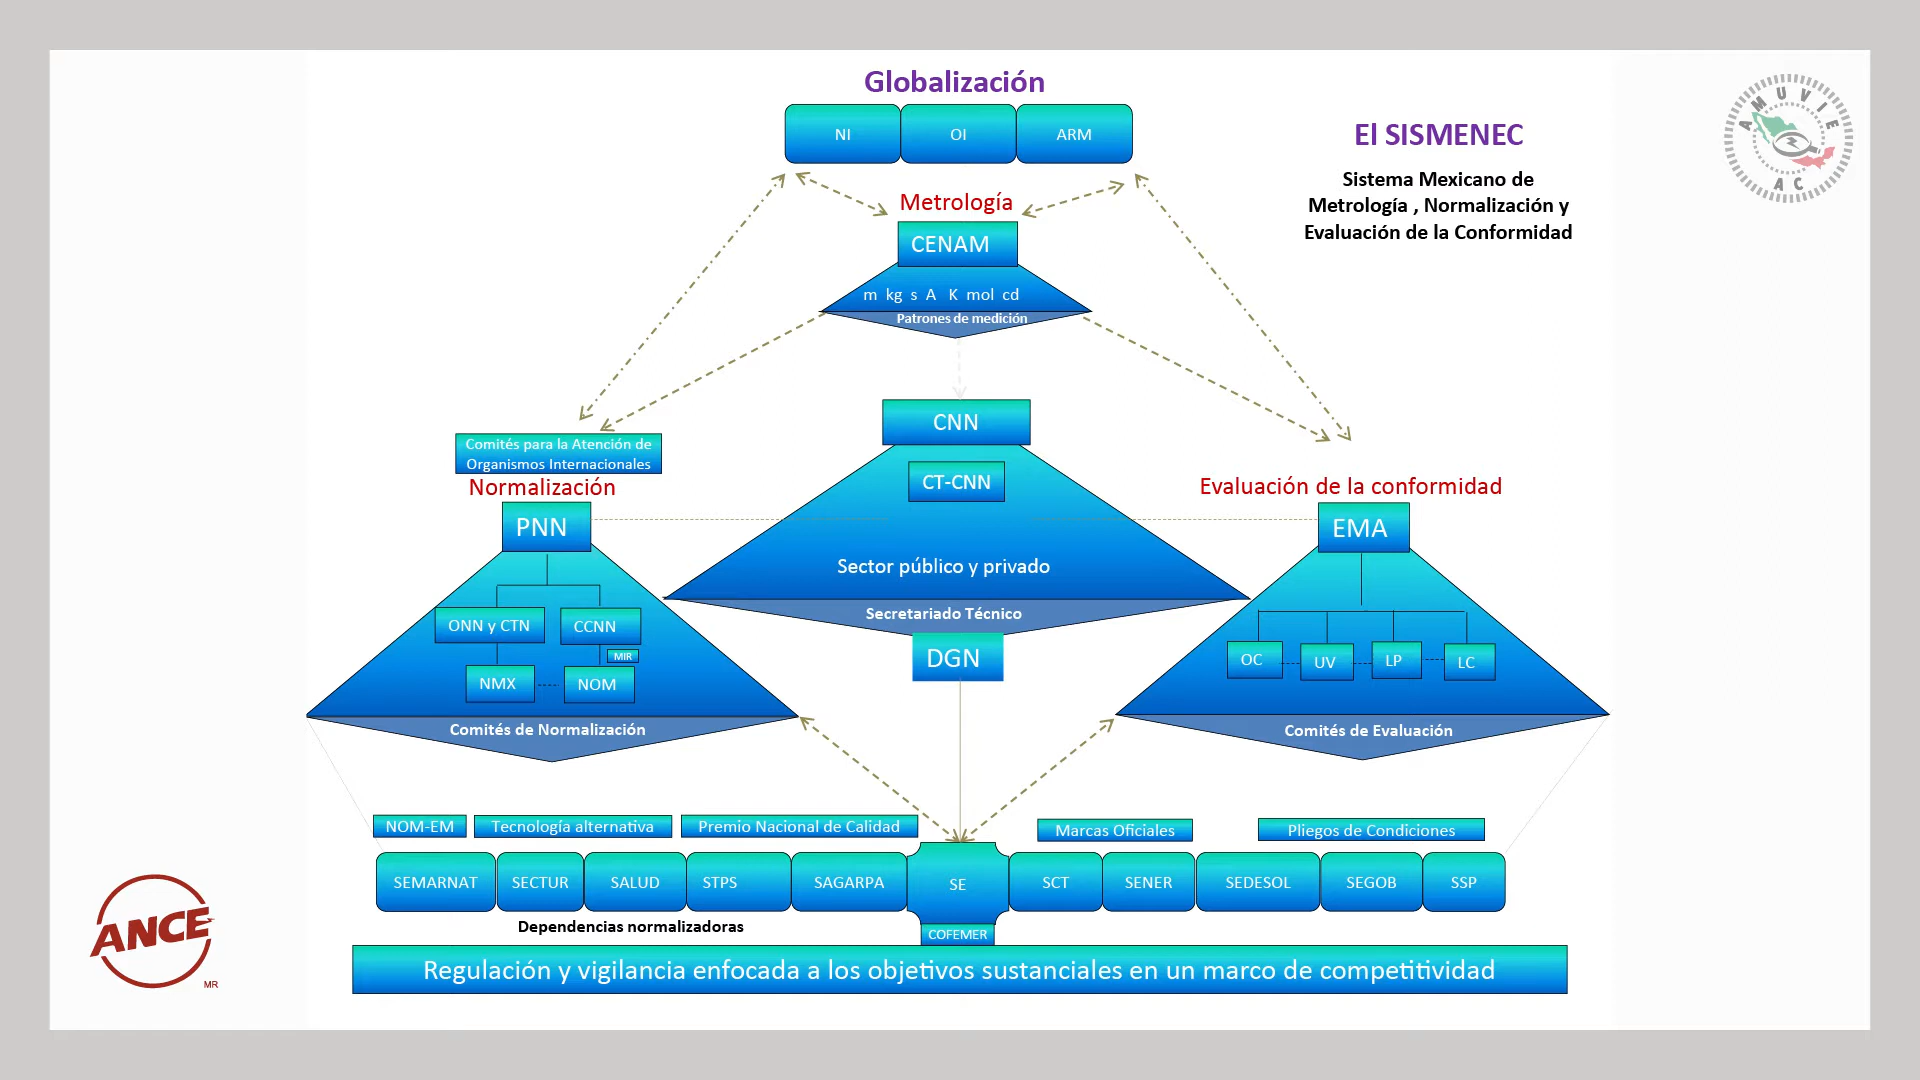 Globalización
NI OI ARM
AMUVIE AC
El SISMENEC
Sistema Mexicano de
Metrología , Normalización y
Evaluación de la Conformidad
Metrología
CENAM
m kg s A K mol cd
Patrones de medición
CNN
CT-CNN
Sector público y privado
Secretariado Técnico
DGN
Comités para la Atención de
Organismos Internacionales
Normalización
PNN
ONN y CTN CCNN
MIR
NMX NOM
Comités de Normalización
Evaluación de la conformidad
EMA
OC UV LP LC
Comités de Evaluación
NOM-EM Tecnología alternativa Premio Nacional de Calidad Marcas Oficiales Pliegos de Condiciones
SEMARNAT SECTUR SALUD STPS SAGARPA SE SCT SENER SEDESOL SEGOB SSP
Dependencias normalizadoras
COFEMER
Regulación y vigilancia enfocada a los objetivos sustanciales en un marco de competitividad
ANCE
MR